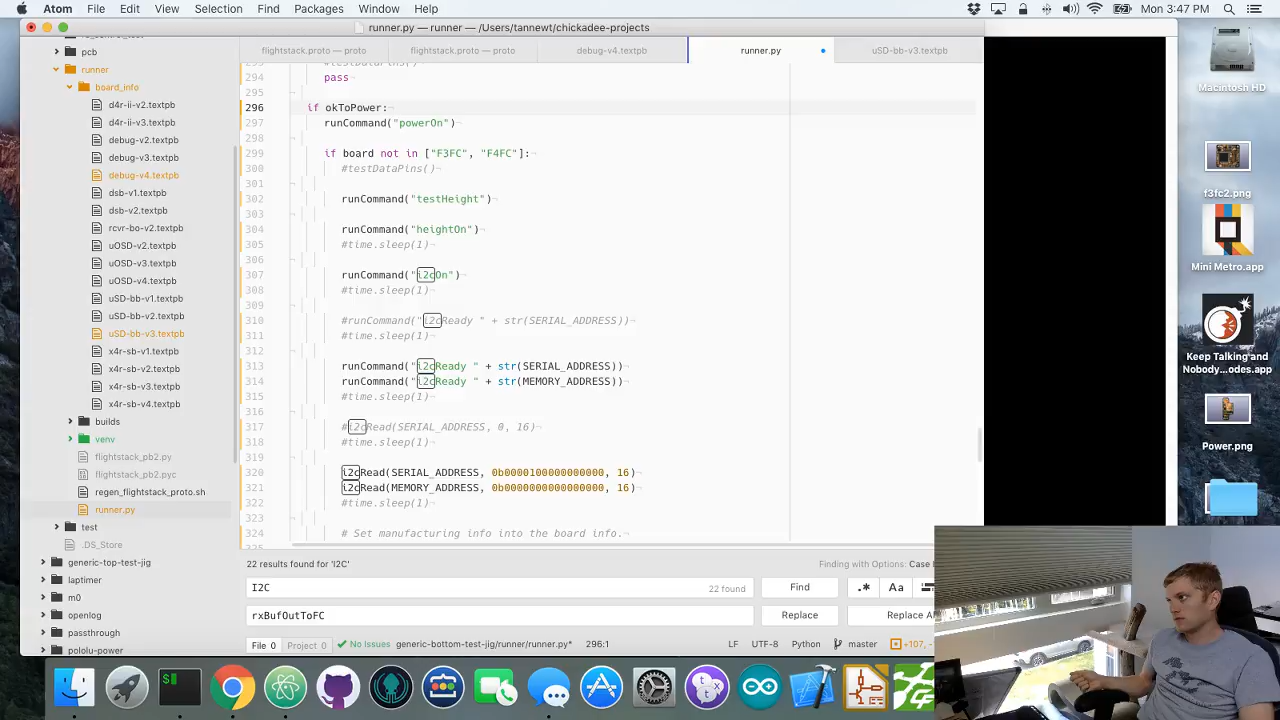 Atom File Edit View Selection Find Packages Window Help Mon 3:47 PM
runner.py — runner — /Users/tannewt/chickadee-projects
flightstack.proto — proto
flightstack.proto — proto
debug-v4.textpb
runner.py
uSD-bb-v3.textpb
pcb
runner
board_info
d4r-ii-v2.textpb
d4r-ii-v3.textpb
debug-v2.textpb
debug-v3.textpb
debug-v4.textpb
dsb-v1.textpb
dsb-v2.textpb
rcvr-bo-v2.textpb
uOSD-v2.textpb
uOSD-v3.textpb
uOSD-v4.textpb
uSD-bb-v1.textpb
uSD-bb-v2.textpb
uSD-bb-v3.textpb
x4r-sb-v1.textpb
x4r-sb-v2.textpb
x4r-sb-v3.textpb
x4r-sb-v4.textpb
builds
venv
flightstack_pb2.py
flightstack_pb2.pyc
regen_flightstack_proto.sh
runner.py
test
.DS_Store
generic-top-test-jig
laptimer
m0
openlog
passthrough
pololu-power
294 pass
295
296 if okToPower:
297 runCommand("powerOn")
298
299 if board not in ["F3FC", "F4FC"]:
300 #testDataPins()
301
302 runCommand("testHeight")
303
304 runCommand("heightOn")
305 #time.sleep(1)
306
307 runCommand("i2cOn")
308 #time.sleep(1)
309
310 #runCommand("i2cReady " + str(SERIAL_ADDRESS))
311 #time.sleep(1)
312
313 runCommand("i2cReady " + str(SERIAL_ADDRESS))
314 runCommand("i2cReady " + str(MEMORY_ADDRESS))
315 #time.sleep(1)
316
317 #i2cRead(SERIAL_ADDRESS, 0, 16)
318 #time.sleep(1)
319
320 i2cRead(SERIAL_ADDRESS, 0b0000100000000000, 16)
321 i2cRead(MEMORY_ADDRESS, 0b0000000000000000, 16)
322 #time.sleep(1)
323
324 # Set manufacturing info into the board info.
22 results found for 'I2C'
Finding with Options: Case
I2C
22 found
Find
.*
Aa
rxBufOutToFC
Replace
Replace
File 0 Project 0 No Issues generic-bottom-test-jig/runner/runner.py* 296:1 LF UTF-8 Python master +107,
Macintosh HD
f3fc2.png
Mini Metro.app
Keep Talking and
Nobody...odes.app
Power.png